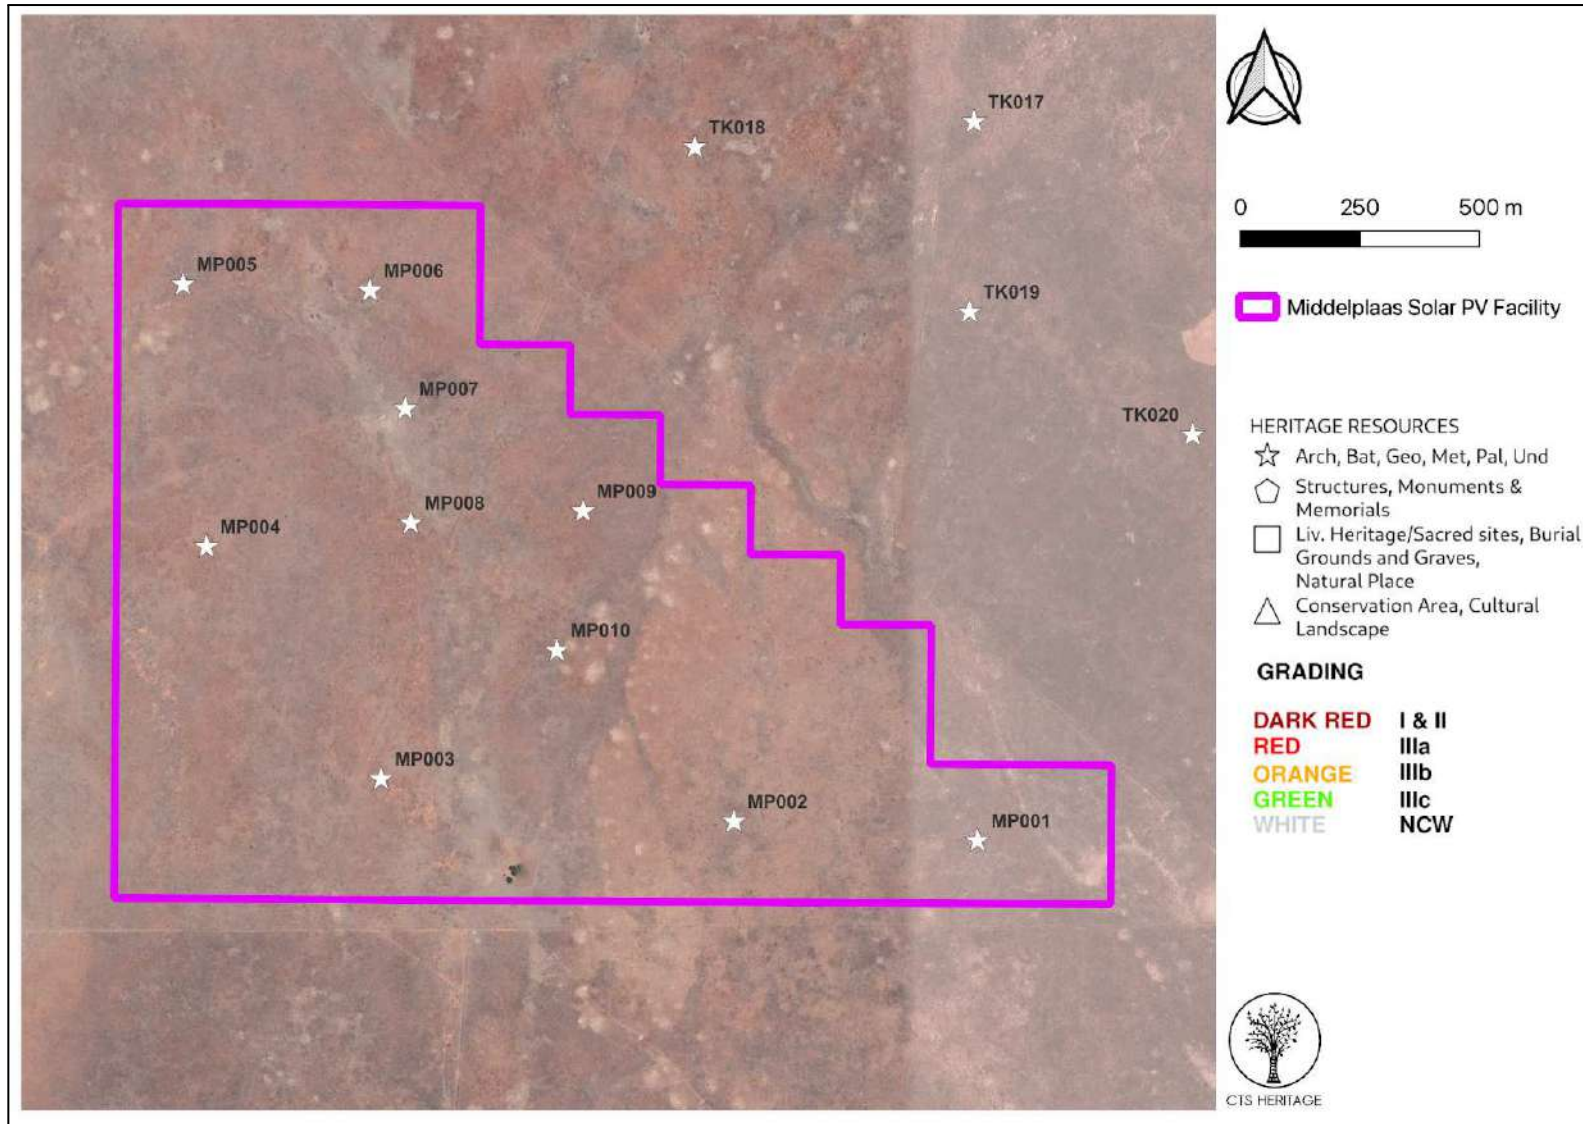 TK017
TK018
0 250 500 m
MP005
MP006
TK019
Middelplaas Solar PV Facility
MP007
TK020
HERITAGE RESOURCES
Arch, Bat, Geo, Met, Pal, Und
Structures, Monuments &
Memorials
Liv. Heritage/Sacred sites, Burial
Grounds and Graves,
Natural Place
Conservation Area, Cultural
Landscape
MP009
MP008
MP004
MP010
GRADING
DARK RED I & II
RED IIIa
ORANGE IIIb
GREEN IIIc
WHITE NCW
MP003
MP002
MP001
CTS HERITAGE